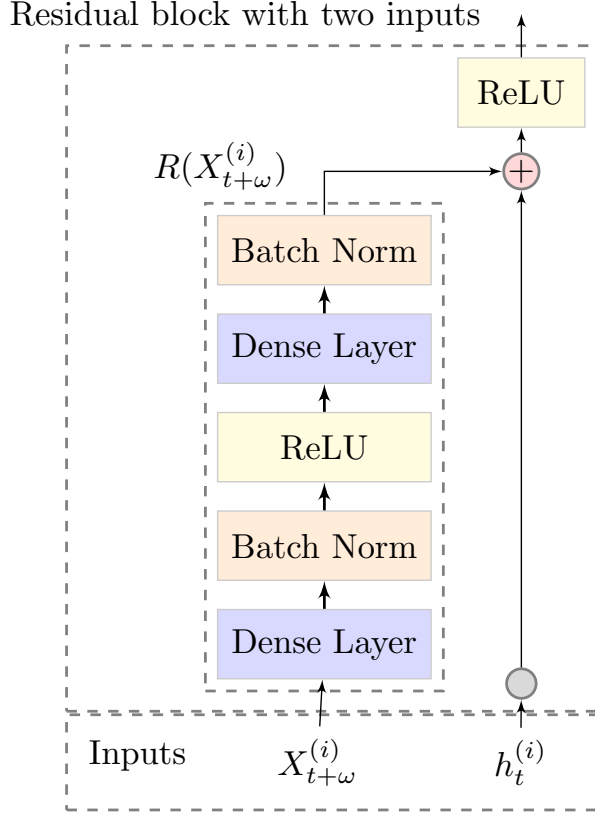 Residual block with two inputs
ReLU
R(X_{t+ω}^{(i)})
+
Batch Norm
Dense Layer
ReLU
Batch Norm
Dense Layer
Inputs
X_{t+ω}^{(i)}
h_t^{(i)}